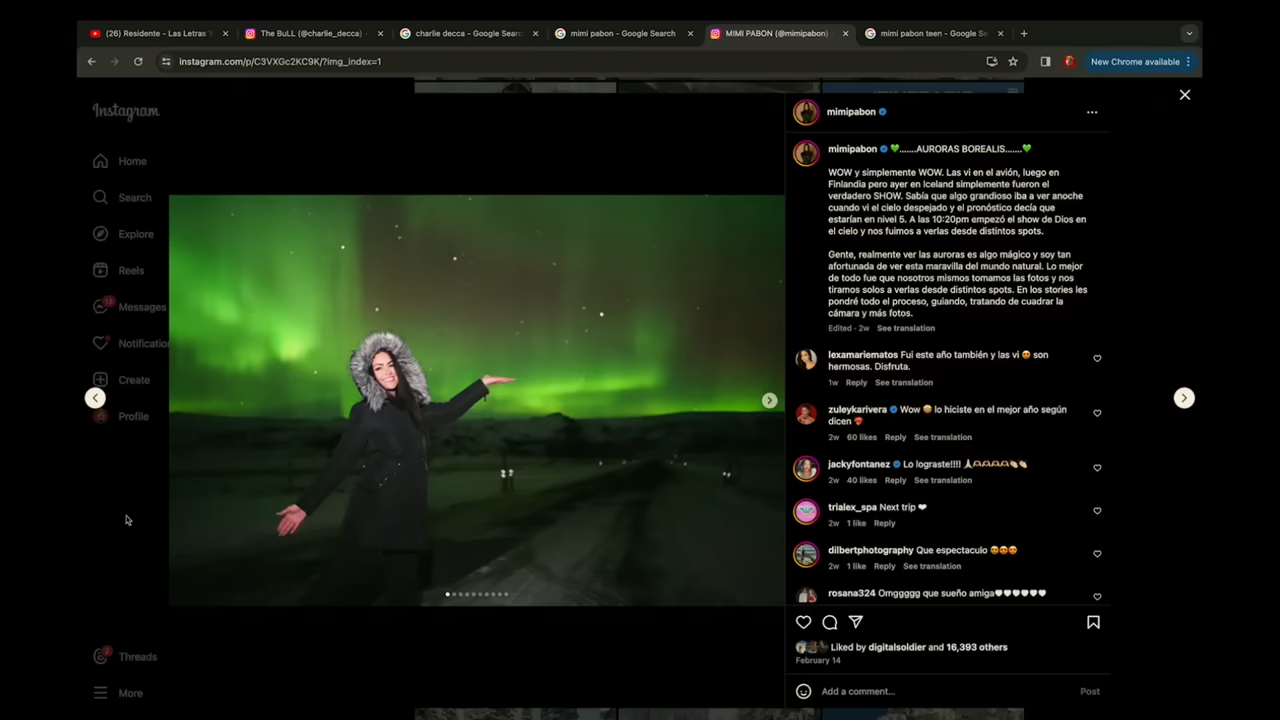 (26) Residente - Las Letras
The BuLL (@charlie_decca)
charlie decca - Google Sear
mimi pabon - Google Search
MIMI PABON (@mimipabon)
mimi pabon teen - Google Se
instagram.com/p/C3VXGc2KC9K/?img_index=1
New Chrome available
Instagram
Home
Search
Explore
Reels
Messages
13
Notificatio
Create
Profile
Threads
2
More
mimipabon
mimipabon 💚.......AURORAS BOREALIS.......💚
WOW y simplemente WOW. Las vi en el avión, luego en
Finlandia pero ayer en Iceland simplemente fueron el
verdadero SHOW. Sabía que algo grandioso iba a ver anoche
cuando vi el cielo despejado y el pronóstico decía que
estarían en nivel 5. A las 10:20pm empezó el show de Dios en
el cielo y nos fuimos a verlas desde distintos spots.
Gente, realmente ver las auroras es algo mágico y soy tan
afortunada de ver esta maravilla del mundo natural. Lo mejor
de todo fue que nosotros mismos tomamos las fotos y nos
tiramos solos a verlas desde distintos spots. En los stories les
pondré todo el proceso, guiando, tratando de cuadrar la
cámara y más fotos.
Edited · 2w See translation
lexamariematos Fui este año también y las vi 😍 son
hermosas. Disfruta.
1w Reply See translation
zuleykarivera Wow 🤩 lo hiciste en el mejor año según
dicen ❤️
2w 60 likes Reply See translation
jackyfontanez Lo lograste!!!!
2w 40 likes Reply See translation
trialex_spa Next trip ❤
2w 1 like Reply
dilbertphotography Que espectaculo 😍😍😍
2w 1 like Reply See translation
rosana324 Omggggg que sueño amiga🤍🤍🤍🤍🤍🤍
Liked by digitalsoldier and 16,393 others
February 14
Add a comment...
Post